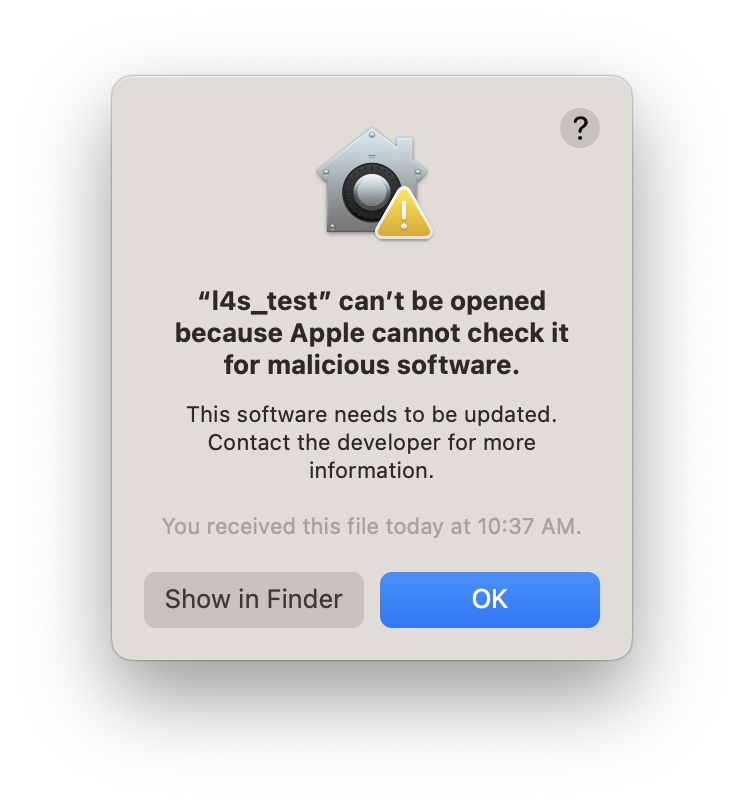 ?
“l4s_test” can’t be opened
because Apple cannot check it
for malicious software.
This software needs to be updated.
Contact the developer for more
information.
You received this file today at 10:37 AM.
Show in Finder
OK